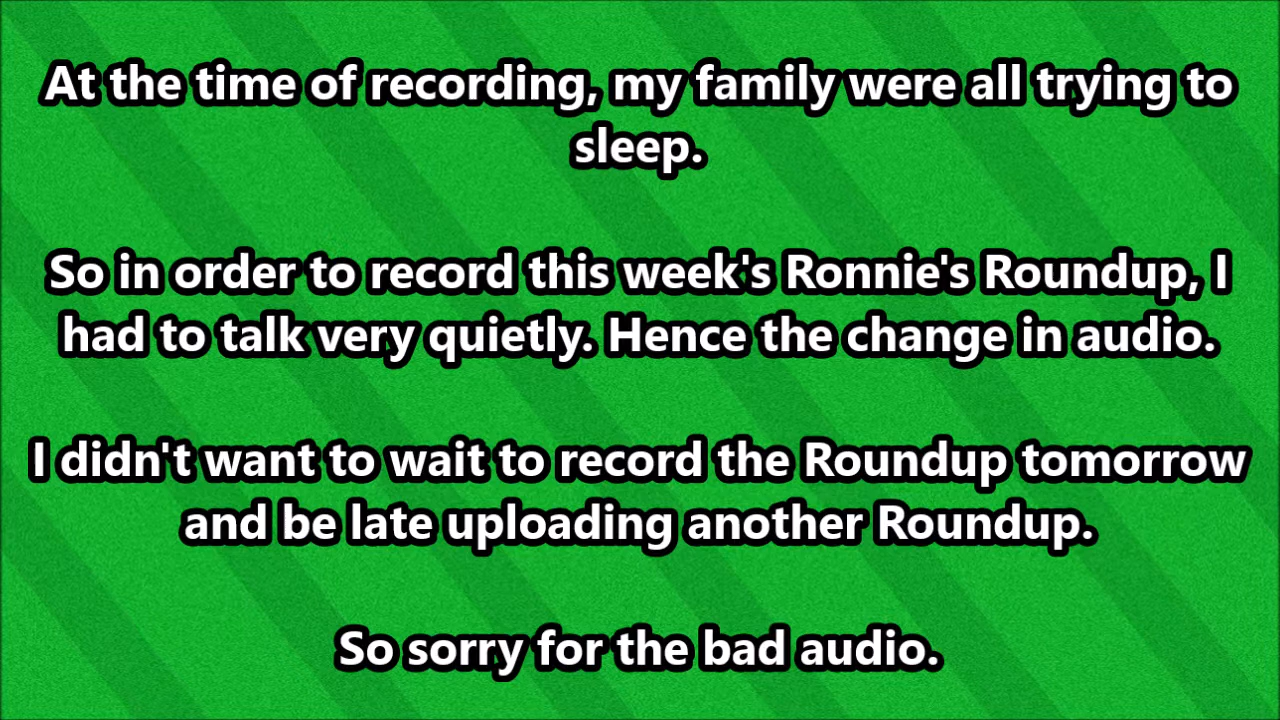 At the time of recording, my family were all trying to
sleep.
So in order to record this week's Ronnie's Roundup, I
had to talk very quietly. Hence the change in audio.
I didn't want to wait to record the Roundup tomorrow
and be late uploading another Roundup.
So sorry for the bad audio.